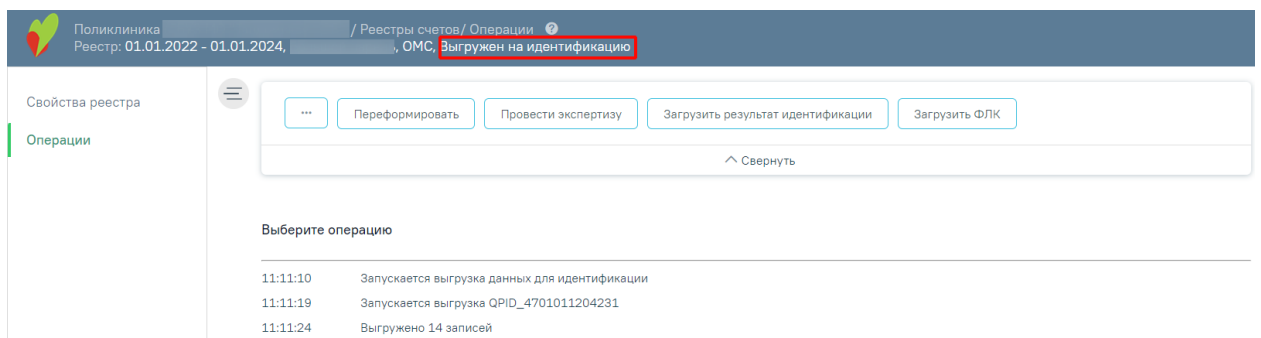 Поликлиника / Реестры счетов/ Операции ?
Реестр: 01.01.2022 - 01.01.2024, , ОМС, Выгружен на идентификацию
Свойства реестра
Операции
... Переформировать Провести экспертизу Загрузить результат идентификации Загрузить ФЛК
Свернуть
Выберите операцию
11:11:10 Запускается выгрузка данных для идентификации
11:11:19 Запускается выгрузка QPID_4701011204231
11:11:24 Выгружено 14 записей